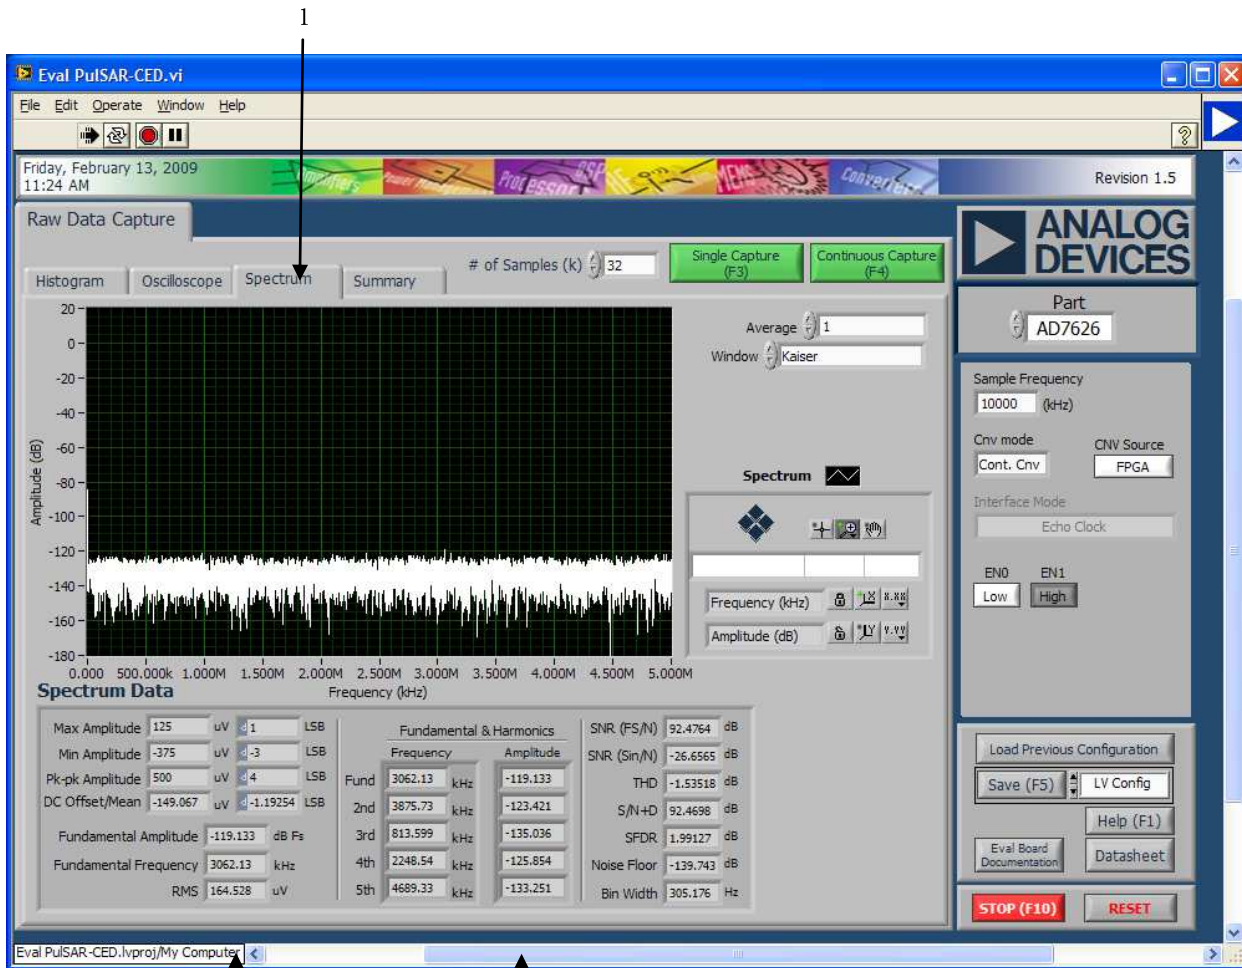 1
Eval PulSAR-CED.vi
File Edit Operate Window Help
Friday, February 13, 2009
11:24 AM
Amplifiers Processors DSP MEMS Converters
Revision 1.5
Raw Data Capture
# of Samples (k) 32
Single Capture (F3)
Continuous Capture (F4)
ANALOG DEVICES
Histogram Oscilloscope Spectrum Summary
Part
AD7626
Average 1
Window Kaiser
Sample Frequency
10000 (kHz)
Cnv mode CNV Source
Cont. Cnv FPGA
Interface Mode
Echo Clock
EN0 EN1
Low High
Amplitude (dB)
20
0
-20
-40
-60
-80
-100
-120
-140
-160
-180
0.000 500.000k 1.000M 1.500M 2.000M 2.500M 3.000M 3.500M 4.000M 4.500M 5.000M
Frequency (kHz)
Spectrum
Frequency (kHz) X X.XX
Amplitude (dB) Y Y.YY
Spectrum Data
Max Amplitude 125 uV d 1 LSB
Min Amplitude -375 uV d -3 LSB
Pk-pk Amplitude 500 uV d 4 LSB
DC Offset/Mean -149.067 uV d -1.19254 LSB
Fundamental Amplitude -119.133 dB Fs
Fundamental Frequency 3062.13 kHz
RMS 164.528 uV
Fundamental & Harmonics
Frequency Amplitude
Fund 3062.13 kHz -119.133
2nd 3875.73 kHz -123.421
3rd 813.599 kHz -135.036
4th 2248.54 kHz -125.854
5th 4689.33 kHz -133.251
SNR (FS/N) 92.4764 dB
SNR (Sin/N) -26.6565 dB
THD -1.53518 dB
S/N+D 92.4698 dB
SFDR 1.99127 dB
Noise Floor -139.743 dB
Bin Width 305.176 Hz
Load Previous Configuration
Save (F5) LV Config
Help (F1)
Eval Board Documentation
Datasheet
STOP (F10) RESET
Eval PulSAR-CED.lvproj/My Computer